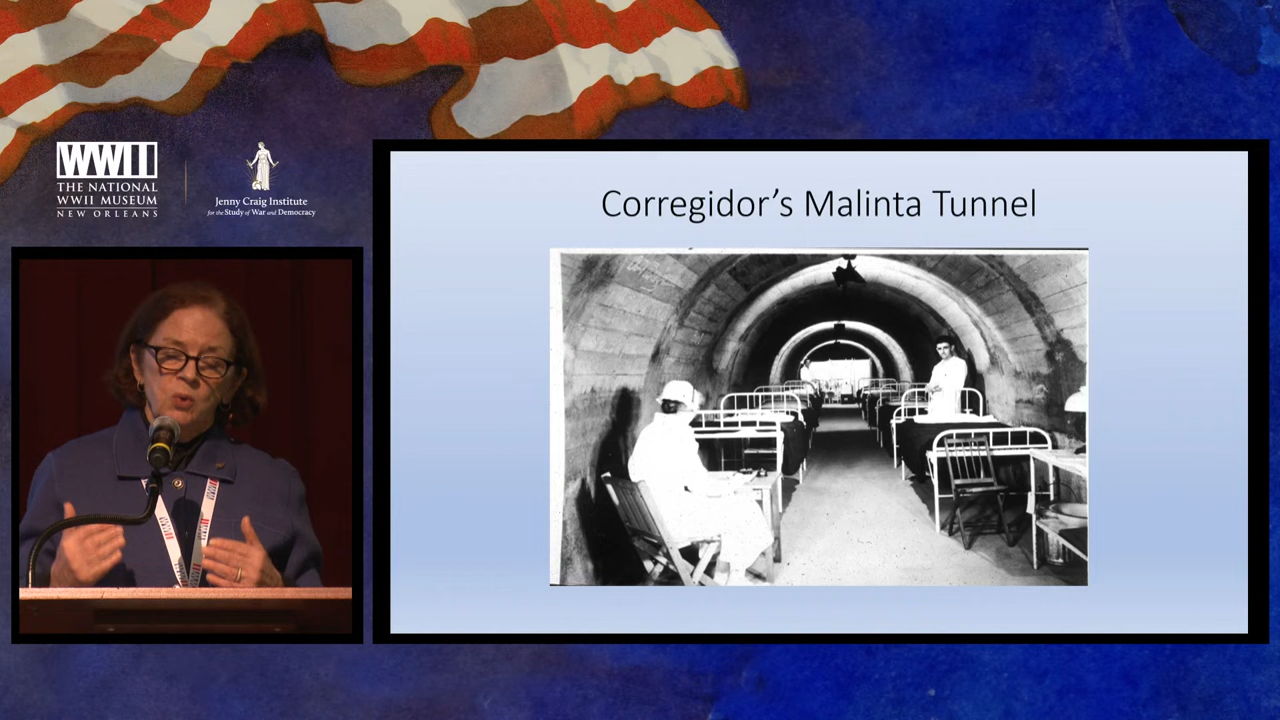 WWII
THE NATIONAL
WWII MUSEUM
NEW ORLEANS
Jenny Craig Institute
for the Study of War and Democracy
Corregidor's Malinta Tunnel